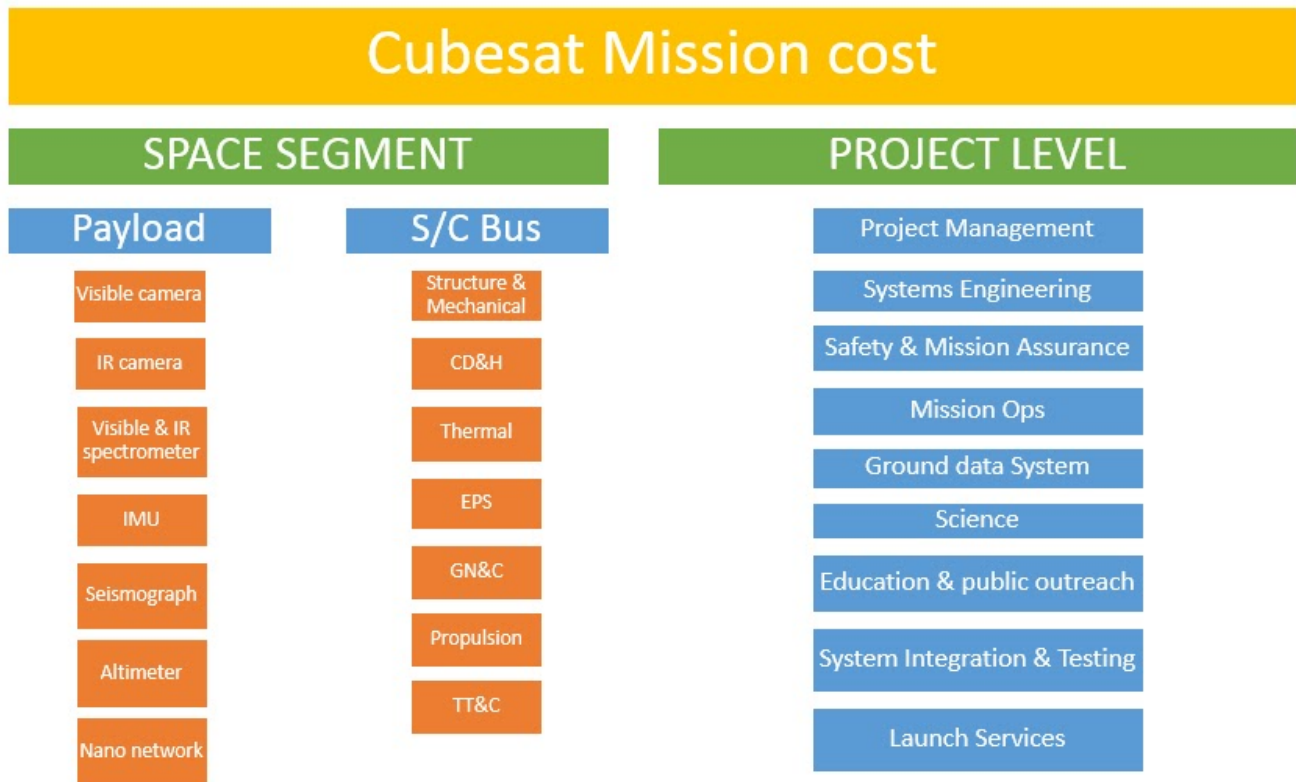 Cubesat Mission cost
SPACE SEGMENT
PROJECT LEVEL
Payload
S/C Bus
Visible camera
IR camera
Visible & IR
spectrometer
IMU
Seismograph
Altimeter
Nano network
Structure &
Mechanical
CD&H
Thermal
EPS
GN&C
Propulsion
TT&C
Project Management
Systems Engineering
Safety & Mission Assurance
Mission Ops
Ground data System
Science
Education & public outreach
System Integration & Testing
Launch Services